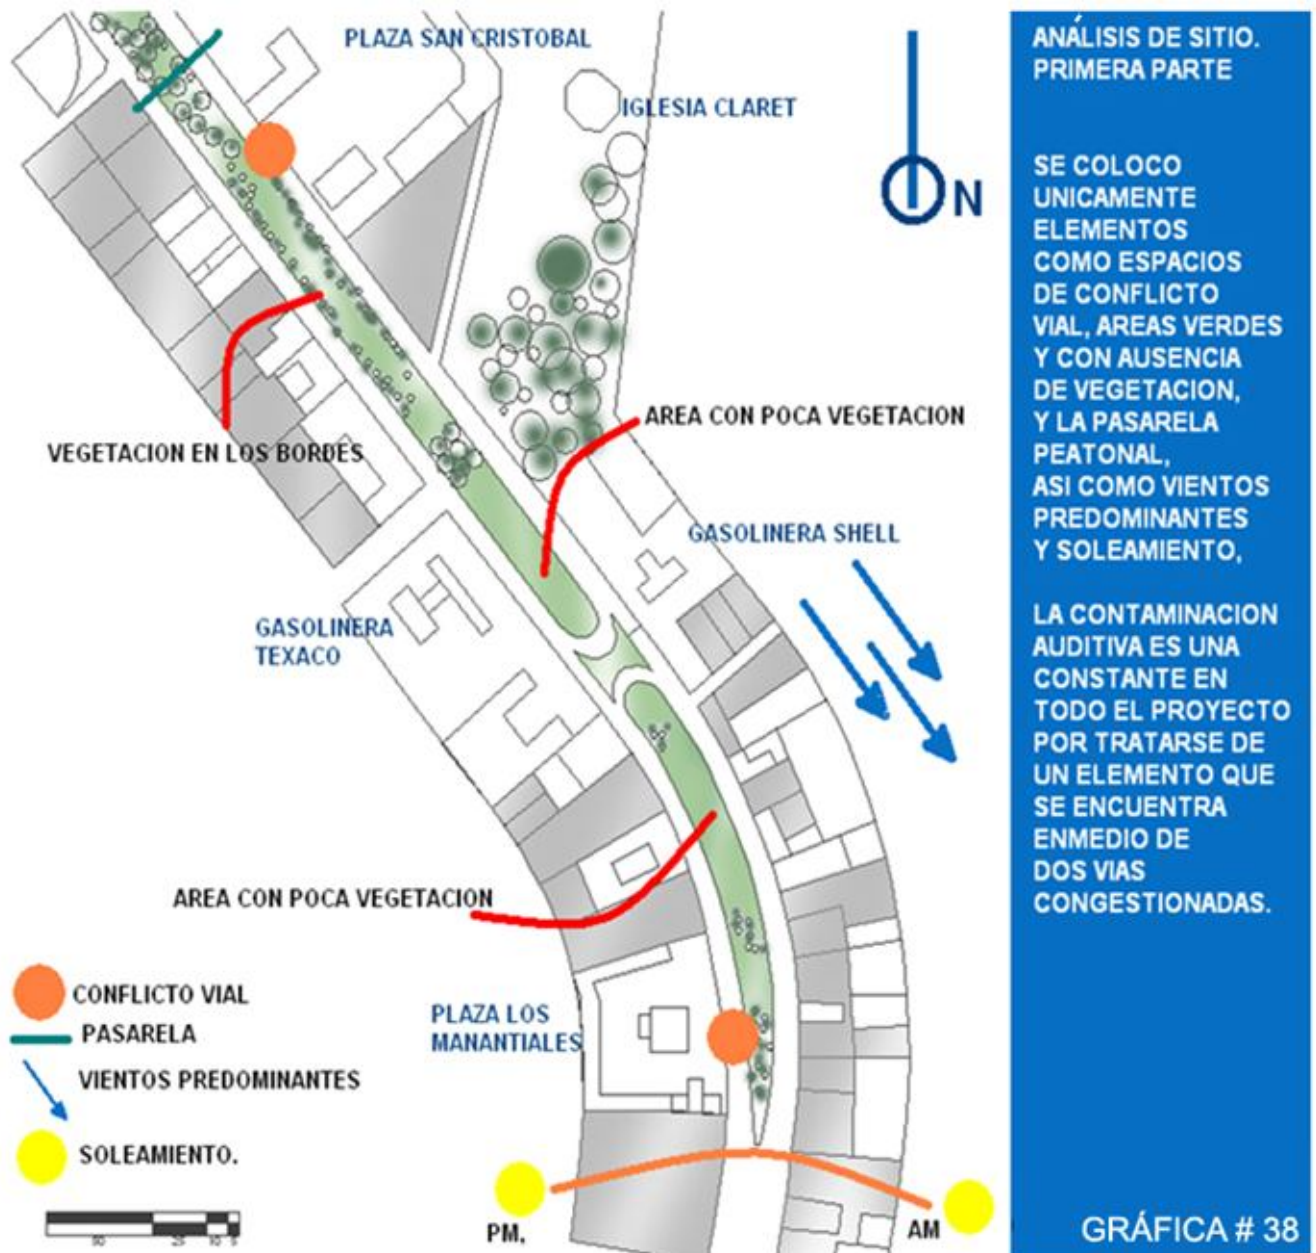 PLAZA SAN CRISTOBAL
IGLESIA CLARET
N
AREA CON POCA VEGETACION
VEGETACION EN LOS BORDES
GASOLINERA SHELL
GASOLINERA
TEXACO
AREA CON POCA VEGETACION
PLAZA LOS
MANANTIALES
CONFLICTO VIAL
PASARELA
VIENTOS PREDOMINANTES
SOLEAMIENTO.
PM,
AM
50 25 10 5
ANÁLISIS DE SITIO.
PRIMERA PARTE
SE COLOCO
UNICAMENTE
ELEMENTOS
COMO ESPACIOS
DE CONFLICTO
VIAL, AREAS VERDES
Y CON AUSENCIA
DE VEGETACION,
Y LA PASARELA
PEATONAL,
ASI COMO VIENTOS
PREDOMINANTES
Y SOLEAMIENTO,
LA CONTAMINACION
AUDITIVA ES UNA
CONSTANTE EN
TODO EL PROYECTO
POR TRATARSE DE
UN ELEMENTO QUE
SE ENCUENTRA
ENMEDIO DE
DOS VIAS
CONGESTIONADAS.
GRÁFICA # 38